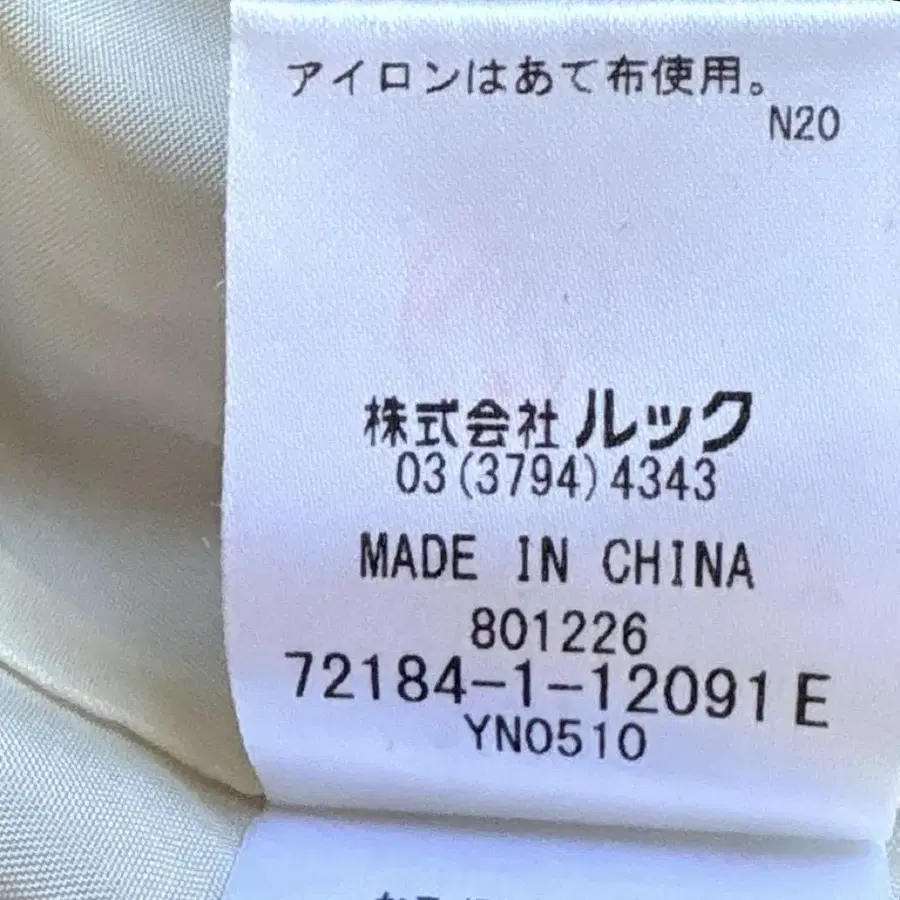 アイロンはあて布使用。
N20
株式会社ルック
03(3794)4343
MADE IN CHINA
801226
72184-1-12091E
YN0510